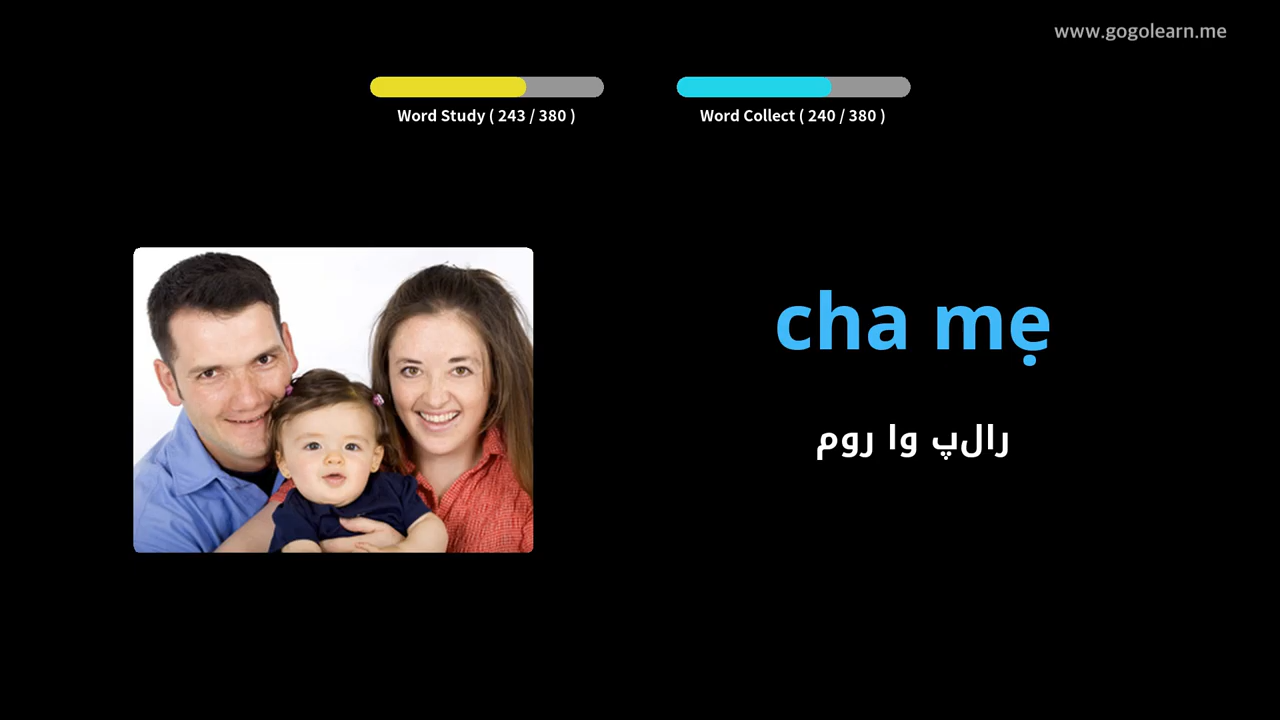 www.gogolearn.me
Word Study ( 243 / 380 )
Word Collect ( 240 / 380 )
cha mẹ
رالپ وا روم